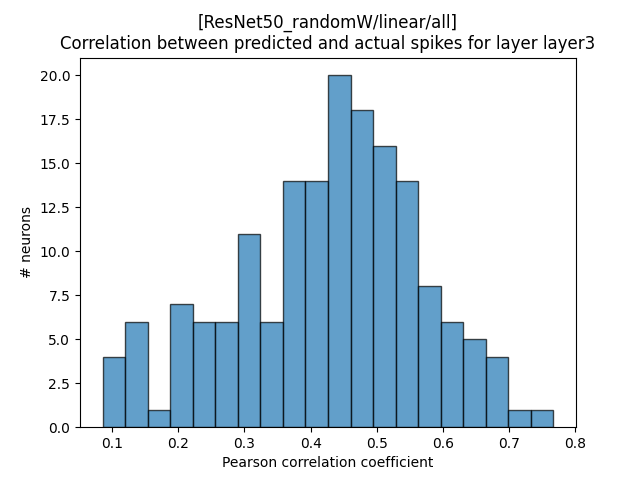 [ResNet50_randomW/linear/all]
Correlation between predicted and actual spikes for layer layer3
20.0
17.5
15.0
12.5
10.0
7.5
5.0
2.5
0.0
# neurons
0.1 0.2 0.3 0.4 0.5 0.6 0.7 0.8
Pearson correlation coefficient